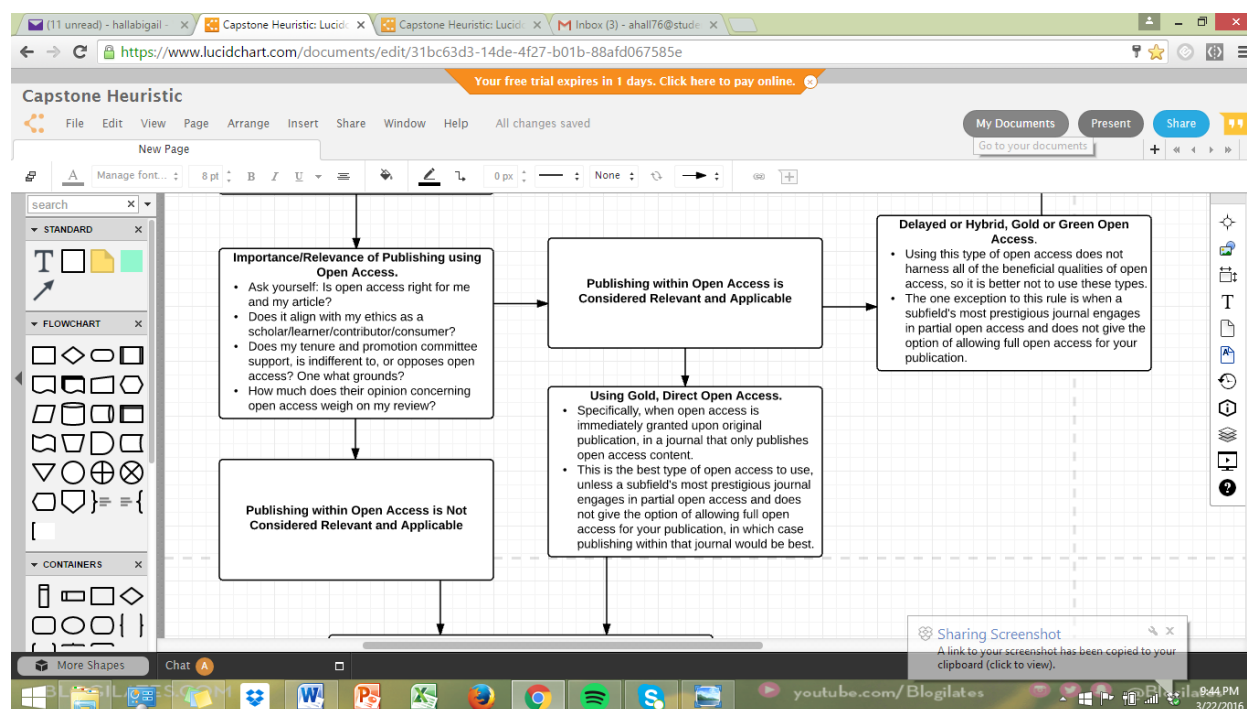 (11 unread) - hallabigail -
Capstone Heuristic: Lucidc
Capstone Heuristic: Lucidc
Inbox (3) - ahall76@stude
https://www.lucidchart.com/documents/edit/31bc63d3-14de-4f27-b01b-88afd067585e
Your free trial expires in 1 days. Click here to pay online.
Capstone Heuristic
File Edit View Page Arrange Insert Share Window Help All changes saved
My Documents Present Share
Go to your documents
New Page
Manage font... 8 pt B I U 0 px None
search
STANDARD
T
FLOWCHART
CONTAINERS
Importance/Relevance of Publishing using
Open Access.
• Ask yourself: Is open access right for me
and my article?
• Does it align with my ethics as a
scholar/learner/contributor/consumer?
• Does my tenure and promotion committee
support, is indifferent to, or opposes open
access? One what grounds?
• How much does their opinion concerning
open access weigh on my review?
Publishing within Open Access is
Considered Relevant and Applicable
Delayed or Hybrid, Gold or Green Open
Access.
• Using this type of open access does not
harness all of the beneficial qualities of open
access, so it is better not to use these types.
• The one exception to this rule is when a
subfield's most prestigious journal engages
in partial open access and does not give the
option of allowing full open access for your
publication.
Using Gold, Direct Open Access.
• Specifically, when open access is
immediately granted upon original
publication, in a journal that only publishes
open access content.
• This is the best type of open access to use,
unless a subfield's most prestigious journal
engages in partial open access and does
not give the option of allowing full open
access for your publication, in which case
publishing within that journal would be best.
Publishing within Open Access is Not
Considered Relevant and Applicable
Sharing Screenshot
A link to your screenshot has been copied to your
clipboard (click to view).
More Shapes Chat A
youtube.com/Blogilates
9:44 PM
3/22/2016